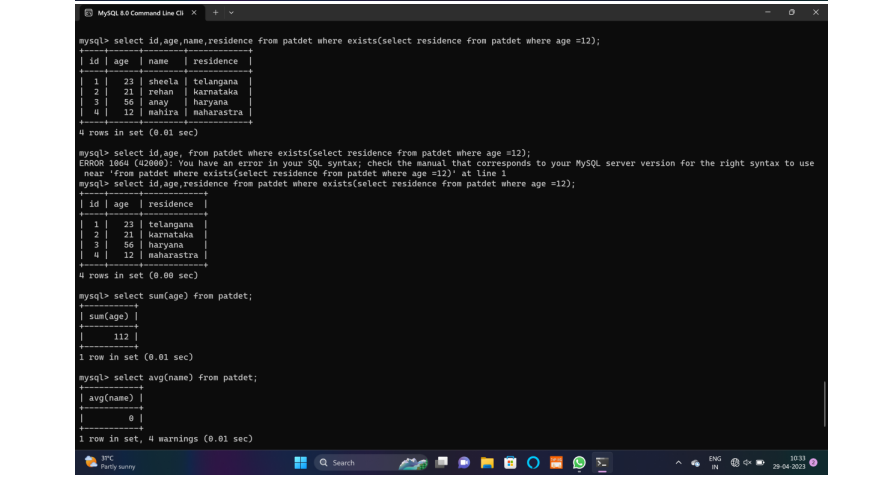 MySQL 8.0 Command Line Cli
mysql> select id,age,name,residence from patdet where exists(select residence from patdet where age =12);
+----+------+--------+------------+
| id | age | name | residence |
+----+------+--------+------------+
| 1 | 23 | sheela | telangana |
| 2 | 21 | rehan | karnataka |
| 3 | 56 | anay | haryana |
| 4 | 12 | mahira | maharastra |
+----+------+--------+------------+
4 rows in set (0.01 sec)
mysql> select id,age, from patdet where exists(select residence from patdet where age =12);
ERROR 1064 (42000): You have an error in your SQL syntax; check the manual that corresponds to your MySQL server version for the right syntax to use
near 'from patdet where exists(select residence from patdet where age =12)' at line 1
mysql> select id,age,residence from patdet where exists(select residence from patdet where age =12);
+----+------+------------+
| id | age | residence |
+----+------+------------+
| 1 | 23 | telangana |
| 2 | 21 | karnataka |
| 3 | 56 | haryana |
| 4 | 12 | maharastra |
+----+------+------------+
4 rows in set (0.00 sec)
mysql> select sum(age) from patdet;
+----------+
| sum(age) |
+----------+
| 112 |
+----------+
1 row in set (0.01 sec)
mysql> select avg(name) from patdet;
+-----------+
| avg(name) |
+-----------+
| 0 |
+-----------+
1 row in set, 4 warnings (0.01 sec)
31°C
Partly sunny
Search
ENG
IN
10:33
29-04-2023